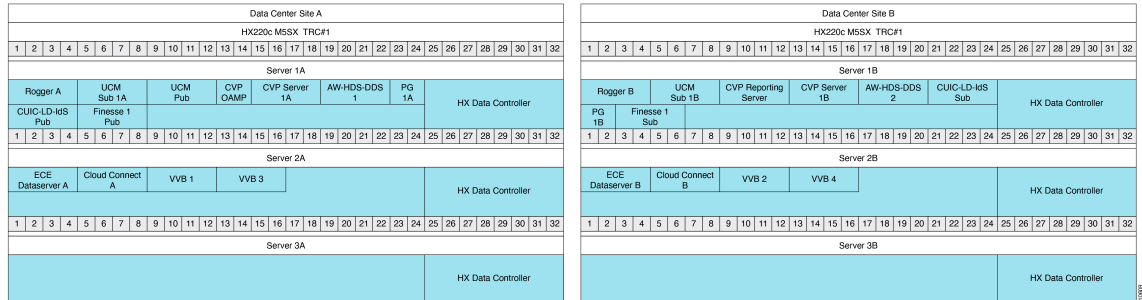 Data Center Site A
HX220c M5SX TRC#1
1 2 3 4 5 6 7 8 9 10 11 12 13 14 15 16 17 18 19 20 21 22 23 24 25 26 27 28 29 30 31 32
Server 1A
Rogger A
UCM
Sub 1A
UCM
Pub
CVP
OAMP
CVP Server
1A
AW-HDS-DDS
1
PG
1A
HX Data Controller
CUIC-LD-IdS
Pub
Finesse 1
Pub
1 2 3 4 5 6 7 8 9 10 11 12 13 14 15 16 17 18 19 20 21 22 23 24 25 26 27 28 29 30 31 32
Server 2A
ECE
Dataserver A
Cloud Connect
A
VVB 1
VVB 3
HX Data Controller
1 2 3 4 5 6 7 8 9 10 11 12 13 14 15 16 17 18 19 20 21 22 23 24 25 26 27 28 29 30 31 32
Server 3A
HX Data Controller
Data Center Site B
HX220c M5SX TRC#1
1 2 3 4 5 6 7 8 9 10 11 12 13 14 15 16 17 18 19 20 21 22 23 24 25 26 27 28 29 30 31 32
Server 1B
Rogger B
UCM
Sub 1B
CVP Reporting
Server
CVP Server
1B
AW-HDS-DDS
2
CUIC-LD-IdS
Sub
HX Data Controller
PG
1B
Finesse 1
Sub
1 2 3 4 5 6 7 8 9 10 11 12 13 14 15 16 17 18 19 20 21 22 23 24 25 26 27 28 29 30 31 32
Server 2B
ECE
Dataserver B
Cloud Connect
B
VVB 2
VVB 4
HX Data Controller
1 2 3 4 5 6 7 8 9 10 11 12 13 14 15 16 17 18 19 20 21 22 23 24 25 26 27 28 29 30 31 32
Server 3B
HX Data Controller